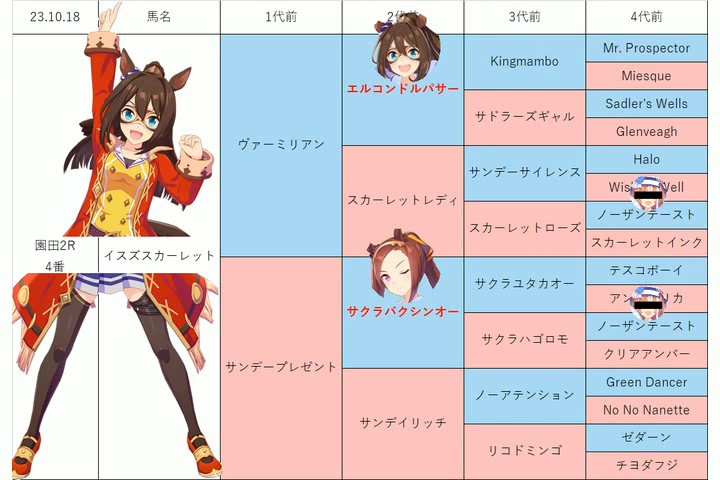 23.10.18 馬名 1代前 2代前 3代前 4代前
園田2R
4番
イスズスカーレット
ヴァーミリアン
サンデープレゼント
エルコンドルパサー
スカーレットレディ
サクラバクシンオー
サンデイリッチ
Kingmambo
サドラーズギャル
サンデーサイレンス
スカーレットローズ
サクラユタカオー
サクラハゴロモ
ノーアテンション
リコドミンゴ
Mr. Prospector
Miesque
Sadler's Wells
Glenveagh
Halo
ノーザンテースト
スカーレットインク
テスコボーイ
ノーザンテースト
クリアアンバー
Green Dancer
No No Nanette
ゼダーン
チヨダフジ